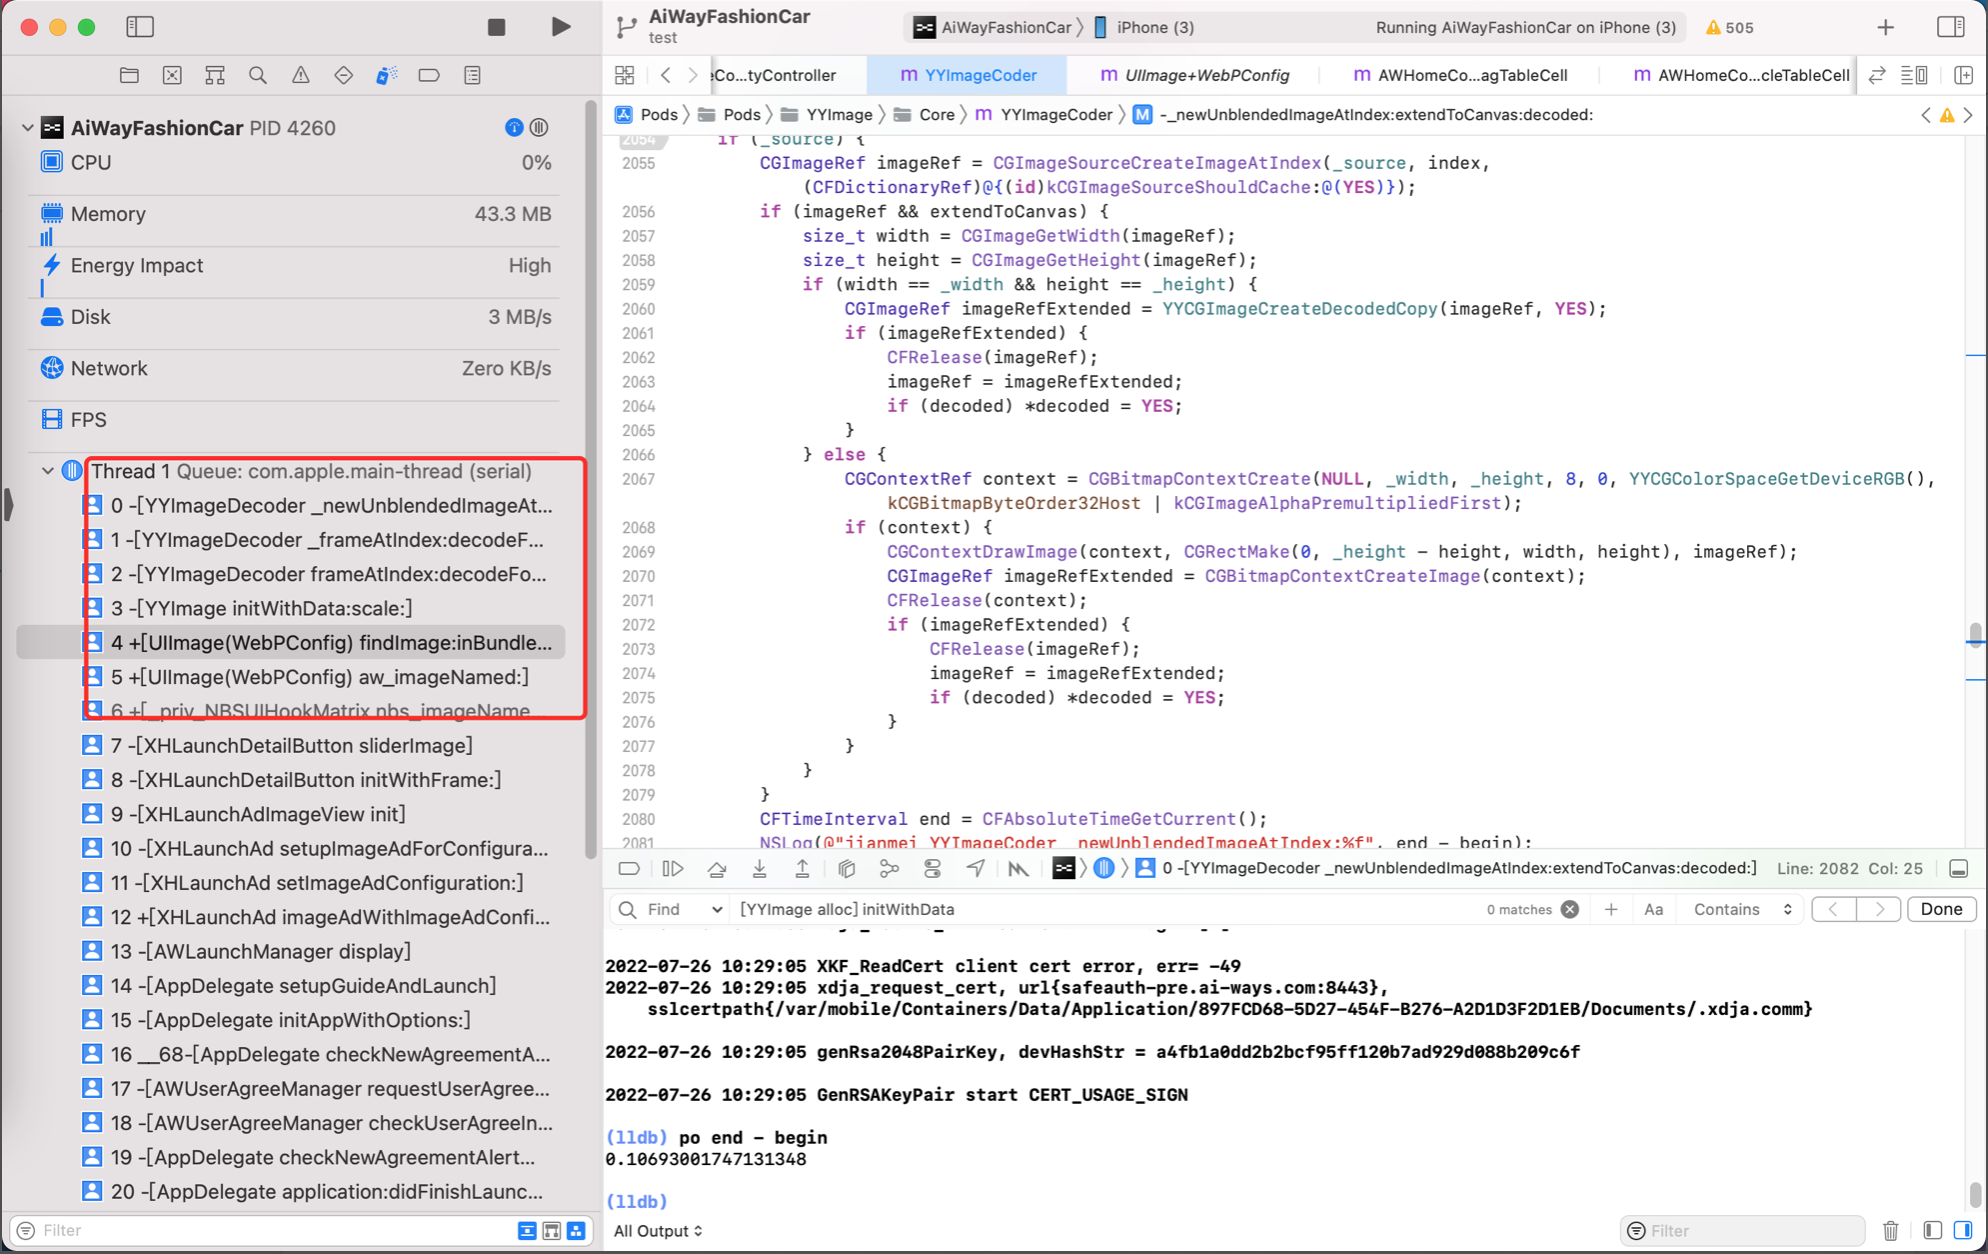 AiWayFashionCar
test
AiWayFashionCar
iPhone (3)
Running AiWayFashionCar on iPhone (3)
505
eCo...tyController
m YYImageCoder
m UIImage+WebPConfig
m AWHomeCo...agTableCell
m AWHomeCo...cleTableCell
AiWayFashionCar PID 4260
CPU 0%
Memory 43.3 MB
Energy Impact High
Disk 3 MB/s
Network Zero KB/s
FPS
Thread 1 Queue: com.apple.main-thread (serial)
0 -[YYImageDecoder _newUnblendedImageAt...
1 -[YYImageDecoder _frameAtIndex:decodeF...
2 -[YYImageDecoder frameAtIndex:decodeFo...
3 -[YYImage initWithData:scale:]
4 +[UIImage(WebPConfig) findImage:inBundle...
5 +[UIImage(WebPConfig) aw_imageNamed:]
6 +[_priv_NBSUIHookMatrix nbs_imageName...
7 -[XHLaunchDetailButton sliderImage]
8 -[XHLaunchDetailButton initWithFrame:]
9 -[XHLaunchAdImageView init]
10 -[XHLaunchAd setupImageAdForConfigura...
11 -[XHLaunchAd setImageAdConfiguration:]
12 +[XHLaunchAd imageAdWithImageAdConfi...
13 -[AWLaunchManager display]
14 -[AppDelegate setupGuideAndLaunch]
15 -[AppDelegate initAppWithOptions:]
16 __68-[AppDelegate checkNewAgreementA...
17 -[AWUserAgreeManager requestUserAgree...
18 -[AWUserAgreeManager checkUserAgreeIn...
19 -[AppDelegate checkNewAgreementAlert...
20 -[AppDelegate application:didFinishLaunc...
Filter
Pods Pods YYImage Core m YYImageCoder M -_newUnblendedImageAtIndex:extendToCanvas:decoded:
2054 if (_source) {
2055 CGImageRef imageRef = CGImageSourceCreateImageAtIndex(_source, index,
(CFDictionaryRef)@{(id)kCGImageSourceShouldCache:@(YES)});
2056 if (imageRef && extendToCanvas) {
2057 size_t width = CGImageGetWidth(imageRef);
2058 size_t height = CGImageGetHeight(imageRef);
2059 if (width == _width && height == _height) {
2060 CGImageRef imageRefExtended = YYCGImageCreateDecodedCopy(imageRef, YES);
2061 if (imageRefExtended) {
2062 CFRelease(imageRef);
2063 imageRef = imageRefExtended;
2064 if (decoded) *decoded = YES;
2065 }
2066 } else {
2067 CGContextRef context = CGBitmapContextCreate(NULL, _width, _height, 8, 0, YYCGColorSpaceGetDeviceRGB(),
kCGBitmapByteOrder32Host | kCGImageAlphaPremultipliedFirst);
2068 if (context) {
2069 CGContextDrawImage(context, CGRectMake(0, _height - height, width, height), imageRef);
2070 CGImageRef imageRefExtended = CGBitmapContextCreateImage(context);
2071 CFRelease(context);
2072 if (imageRefExtended) {
2073 CFRelease(imageRef);
2074 imageRef = imageRefExtended;
2075 if (decoded) *decoded = YES;
2076 }
2077 }
2078 }
2079 }
2080 CFTimeInterval end = CFAbsoluteTimeGetCurrent();
2081 NSLog(@"jianmei YYImageCoder _newUnblendedImageAtIndex:%f", end - begin);
0 -[YYImageDecoder _newUnblendedImageAtIndex:extendToCanvas:decoded:] Line: 2082 Col: 25
Find [YYImage alloc] initWithData 0 matches + Aa Contains Done
2022-07-26 10:29:05 XKF_ReadCert client cert error, err= -49
2022-07-26 10:29:05 xdja_request_cert, url{safeauth-pre.ai-ways.com:8443},
sslcertpath{/var/mobile/Containers/Data/Application/897FCD68-5D27-454F-B276-A2D1D3F2D1EB/Documents/.xdja.comm}
2022-07-26 10:29:05 genRsa2048PairKey, devHashStr = a4fb1a0dd2b2bcf95ff120b7ad929d088b209c6f
2022-07-26 10:29:05 GenRSAKeyPair start CERT_USAGE_SIGN
(lldb) po end - begin
0.10693001747131348
(lldb)
All Output
Filter